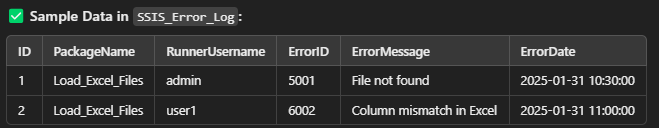 ✅ Sample Data in SSIS_Error_Log:
ID PackageName RunnerUsername ErrorID ErrorMessage ErrorDate
1 Load_Excel_Files admin 5001 File not found 2025-01-31 10:30:00
2 Load_Excel_Files user1 6002 Column mismatch in Excel 2025-01-31 11:00:00